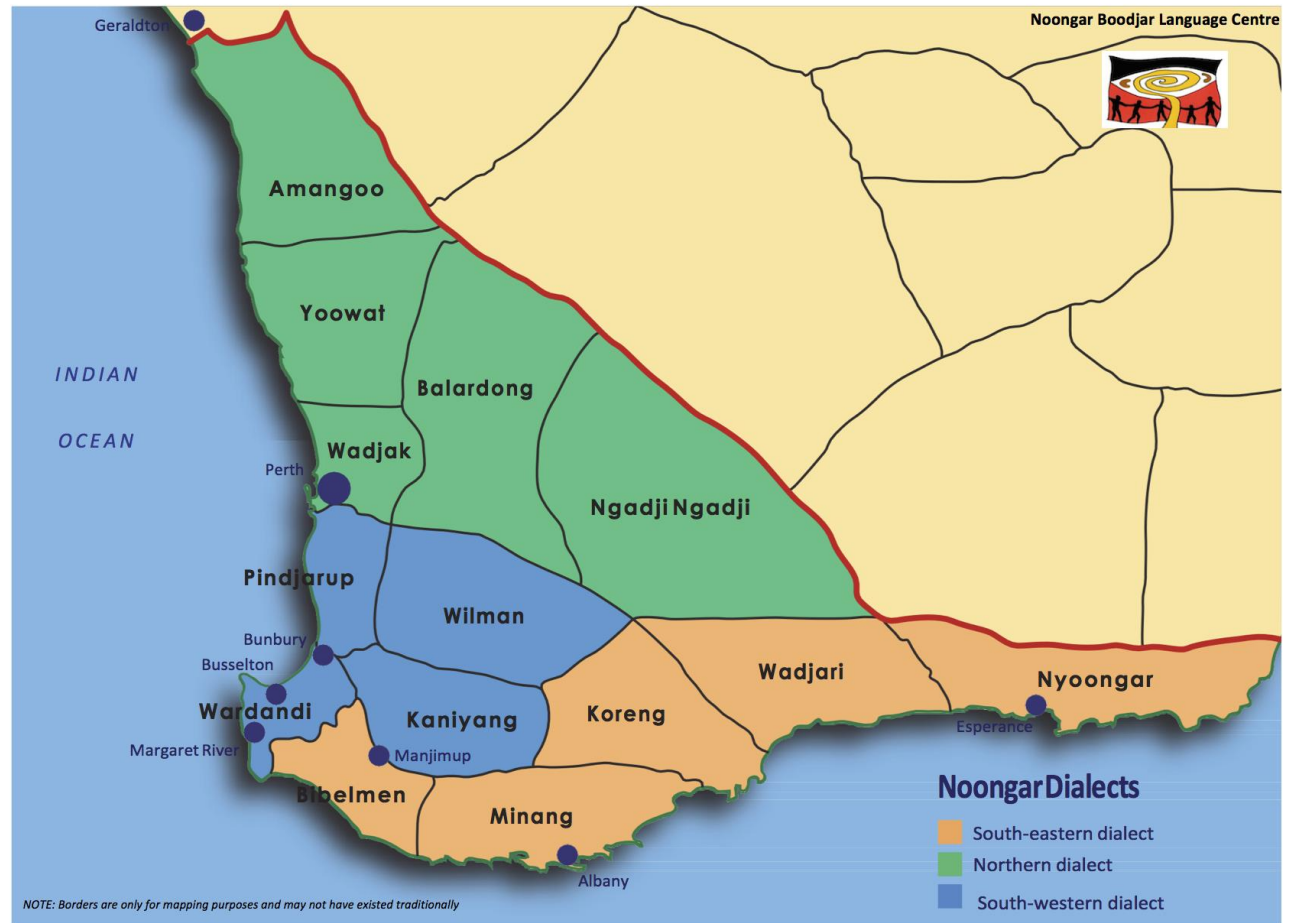 Noongar Boodjar Language Centre
Geraldton
Amangoo
Yoowat
INDIAN
OCEAN
Balardong
Wadjak
Perth
Ngadji Ngadji
Pindjarup
Wilman
Bunbury
Busselton
Wardandi
Margaret River
Kaniyang
Manjimup
Koreng
Wadjari
Nyoongar
Esperance
Bibelmen
Minang
Albany
Noongar Dialects
South-eastern dialect
Northern dialect
South-western dialect
NOTE: Borders are only for mapping purposes and may not have existed traditionally